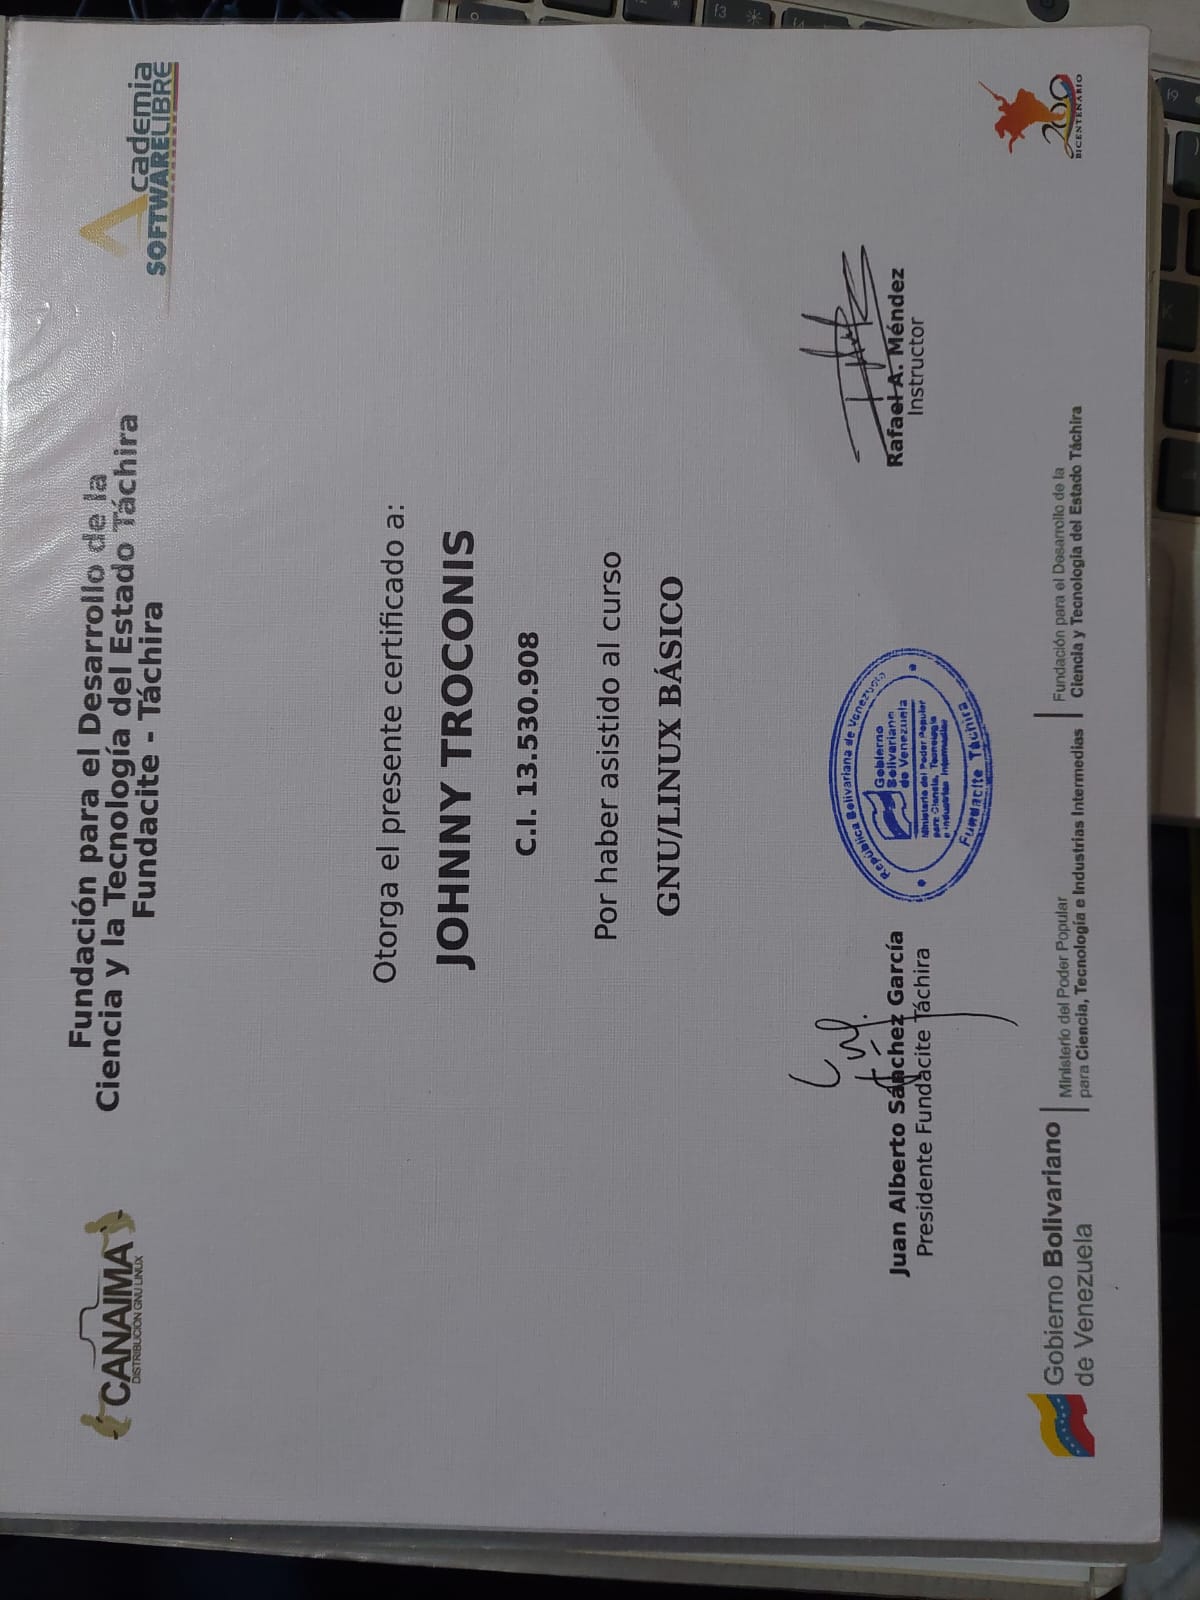 CANAIMA
DISTRIBUCIÓN GNU LINUX
Fundación para el Desarrollo de la
Ciencia y la Tecnología del Estado Táchira
Fundacite - Táchira
Academia
SOFTWARELIBRE
Otorga el presente certificado a:
JOHNNY TROCONIS
C.I. 13.530.908
Por haber asistido al curso
GNU/LINUX BÁSICO
Juan Alberto Sánchez García
Presidente Fundacite Táchira
República Bolivariana de Venezuela
Gobierno
Bolivariano
de Venezuela
Ministerio del Poder Popular
para Ciencia, Tecnología
e Industrias Intermedias
Fundacite Táchira
Rafael A. Méndez
Instructor
Gobierno Bolivariano
de Venezuela
Ministerio del Poder Popular
para Ciencia, Tecnología e Industrias Intermedias
Fundación para el Desarrollo de la
Ciencia y Tecnología del Estado Táchira
200
BICENTENARIO